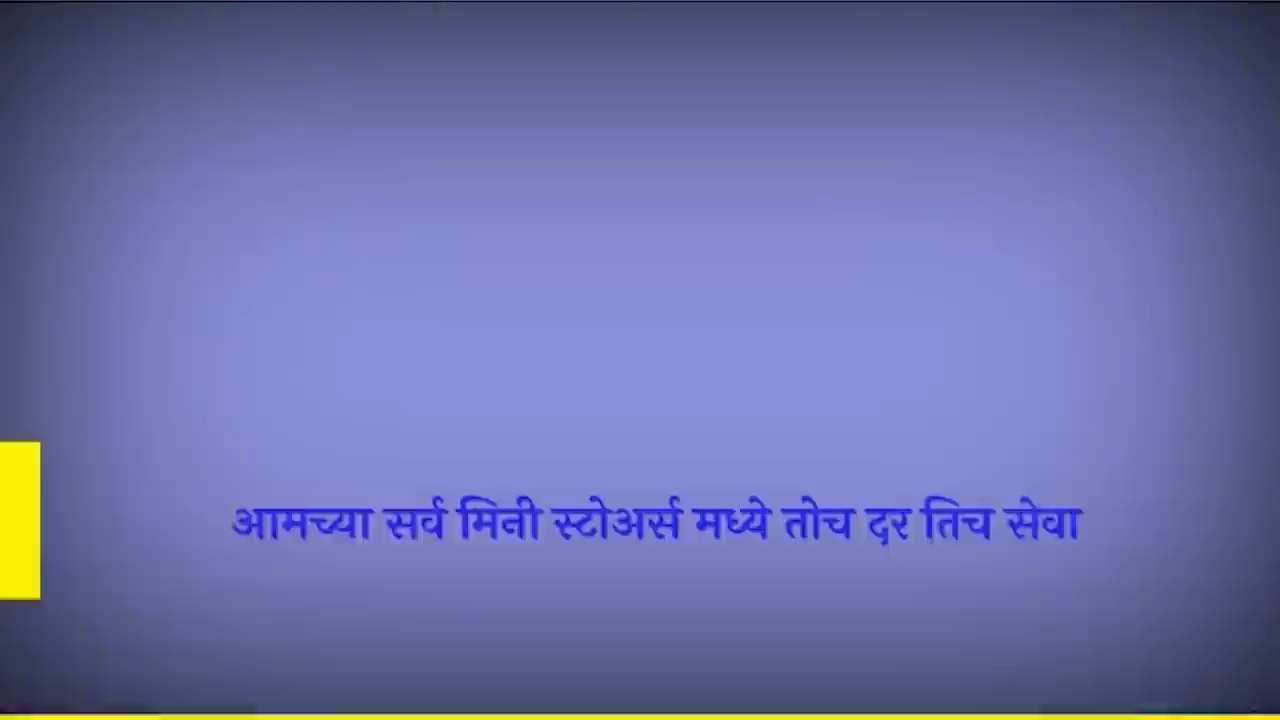 आमच्या सर्व मिनी स्टोअर्स मध्ये तोच दर तिच सेवा